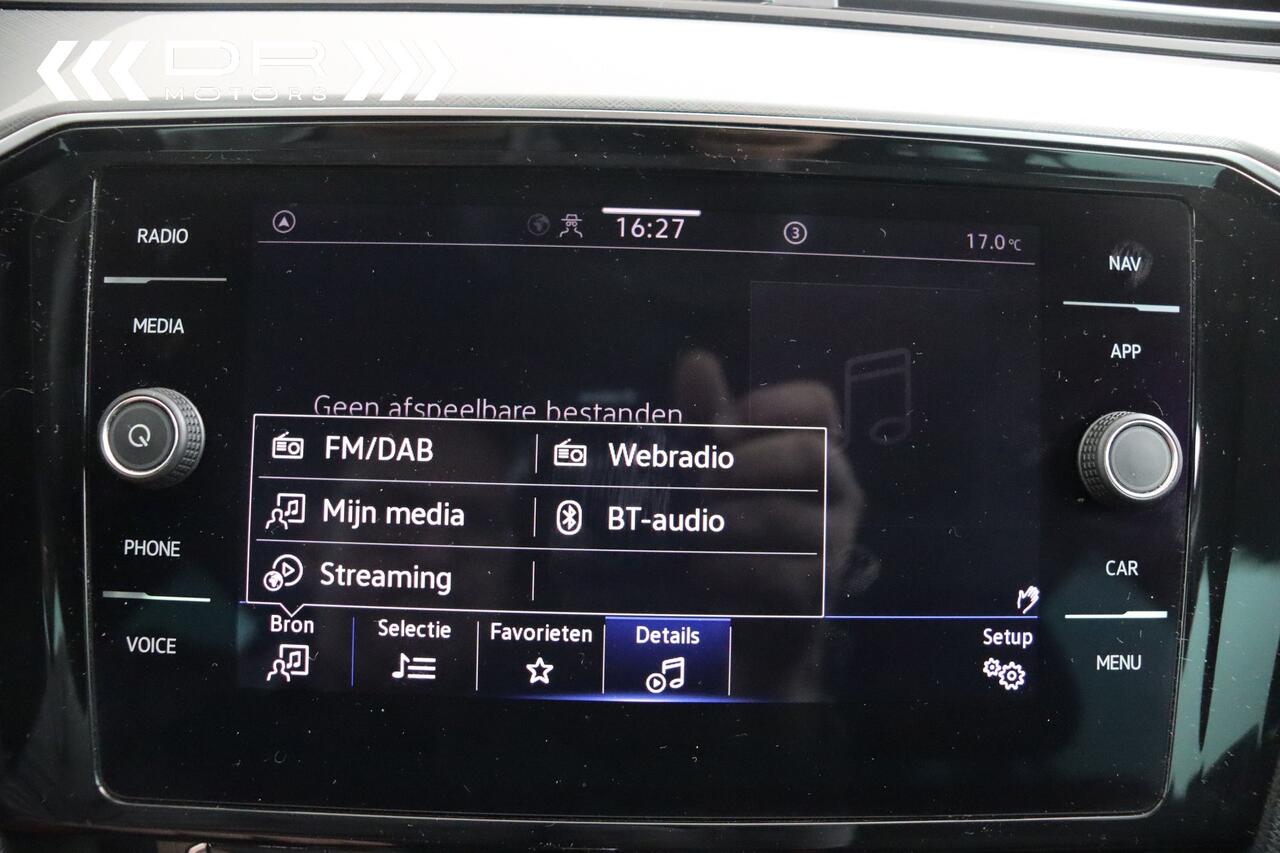 DR
MOTORS
RADIO
MEDIA
PHONE
VOICE
16:27
3
17.0°C
Geen afspeelbare bestanden
FM/DAB
Webradio
Mijn media
BT-audio
Streaming
Bron
Selectie
Favorieten
Details
Setup
NAV
APP
CAR
MENU